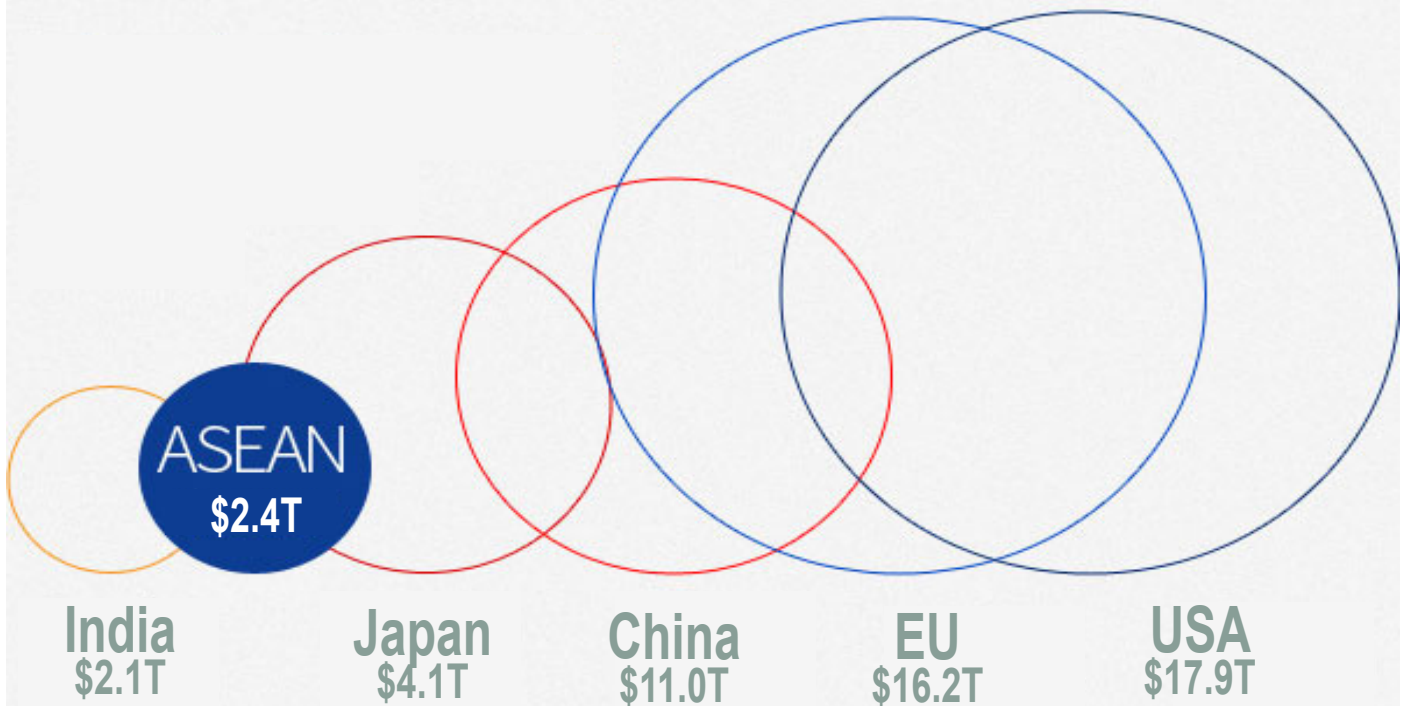 ASEAN
$2.4T
India
$2.1T
Japan
$4.1T
China
$11.0T
EU
$16.2T
USA
$17.9T